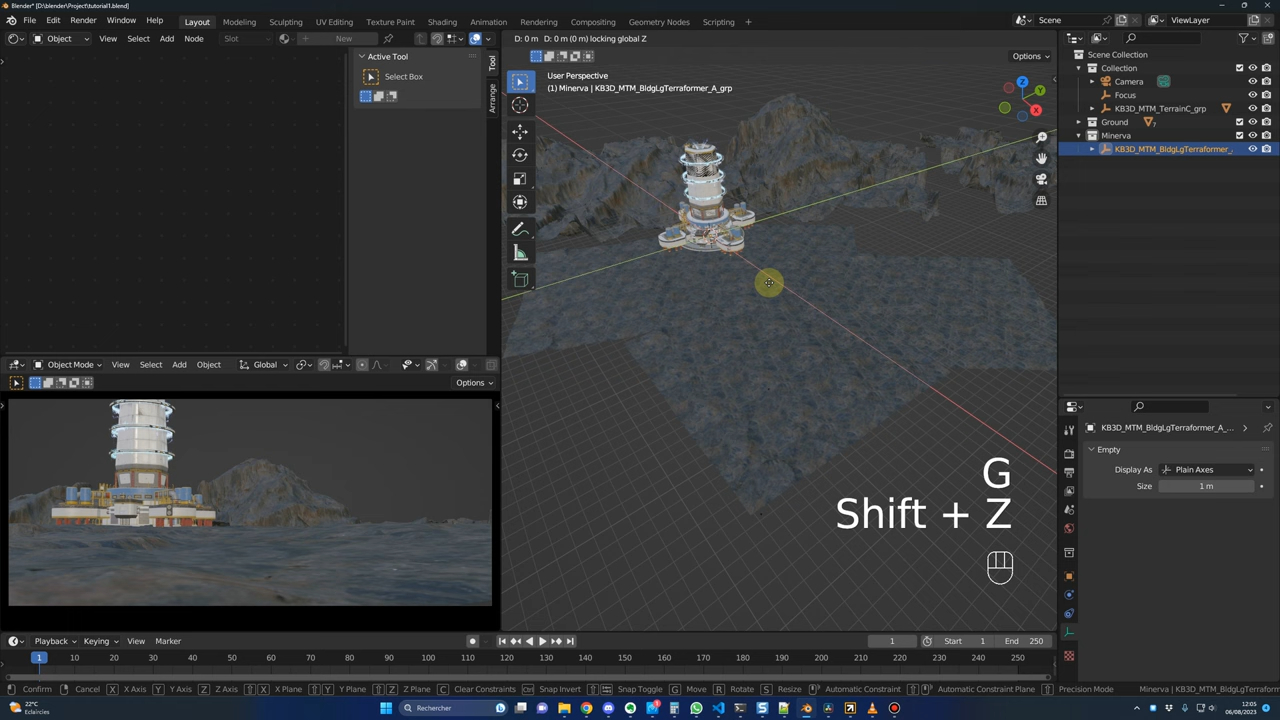 Blender* [D:\blender\Project\tutorial1.blend]
File Edit Render Window Help Layout Modeling Sculpting UV Editing Texture Paint Shading Animation Rendering Compositing Geometry Nodes Scripting + Scene ViewLayer
Object View Select Add Node Slot New
D: 0 m D: 0 m (0 m) locking global Z
Active Tool
Select Box
Tool
Arrange
Options
User Perspective
(1) Minerva | KB3D_MTM_BldgLgTerraformer_A_grp
X
Y
Z
Scene Collection
Collection
Camera
Focus
KB3D_MTM_TerrainC_grp
Ground
7
Minerva
KB3D_MTM_BldgLgTerraformer_
Object Mode View Select Add Object Global
Options
G
Shift + Z
KB3D_MTM_BldgLgTerraformer_A_...
Empty
Display As Plain Axes
Size 1 m
Playback Keying View Marker 1 Start 1 End 250
1 10 20 30 40 50 60 70 80 90 100 110 120 130 140 150 160 170 180 190 200 210 220 230 240 250
Confirm Cancel X X Axis Y Y Axis Z Z Axis X X Plane Y Y Plane Z Z Plane C Clear Constraints Ctrl Snap Invert Snap Toggle G Move R Rotate S Resize Automatic Constraint Automatic Constraint Plane Precision Mode Minerva | KB3D_MTM_BldgLgTerraformer_
22°C
Eclaircies
Rechercher
12:05
06/08/2023